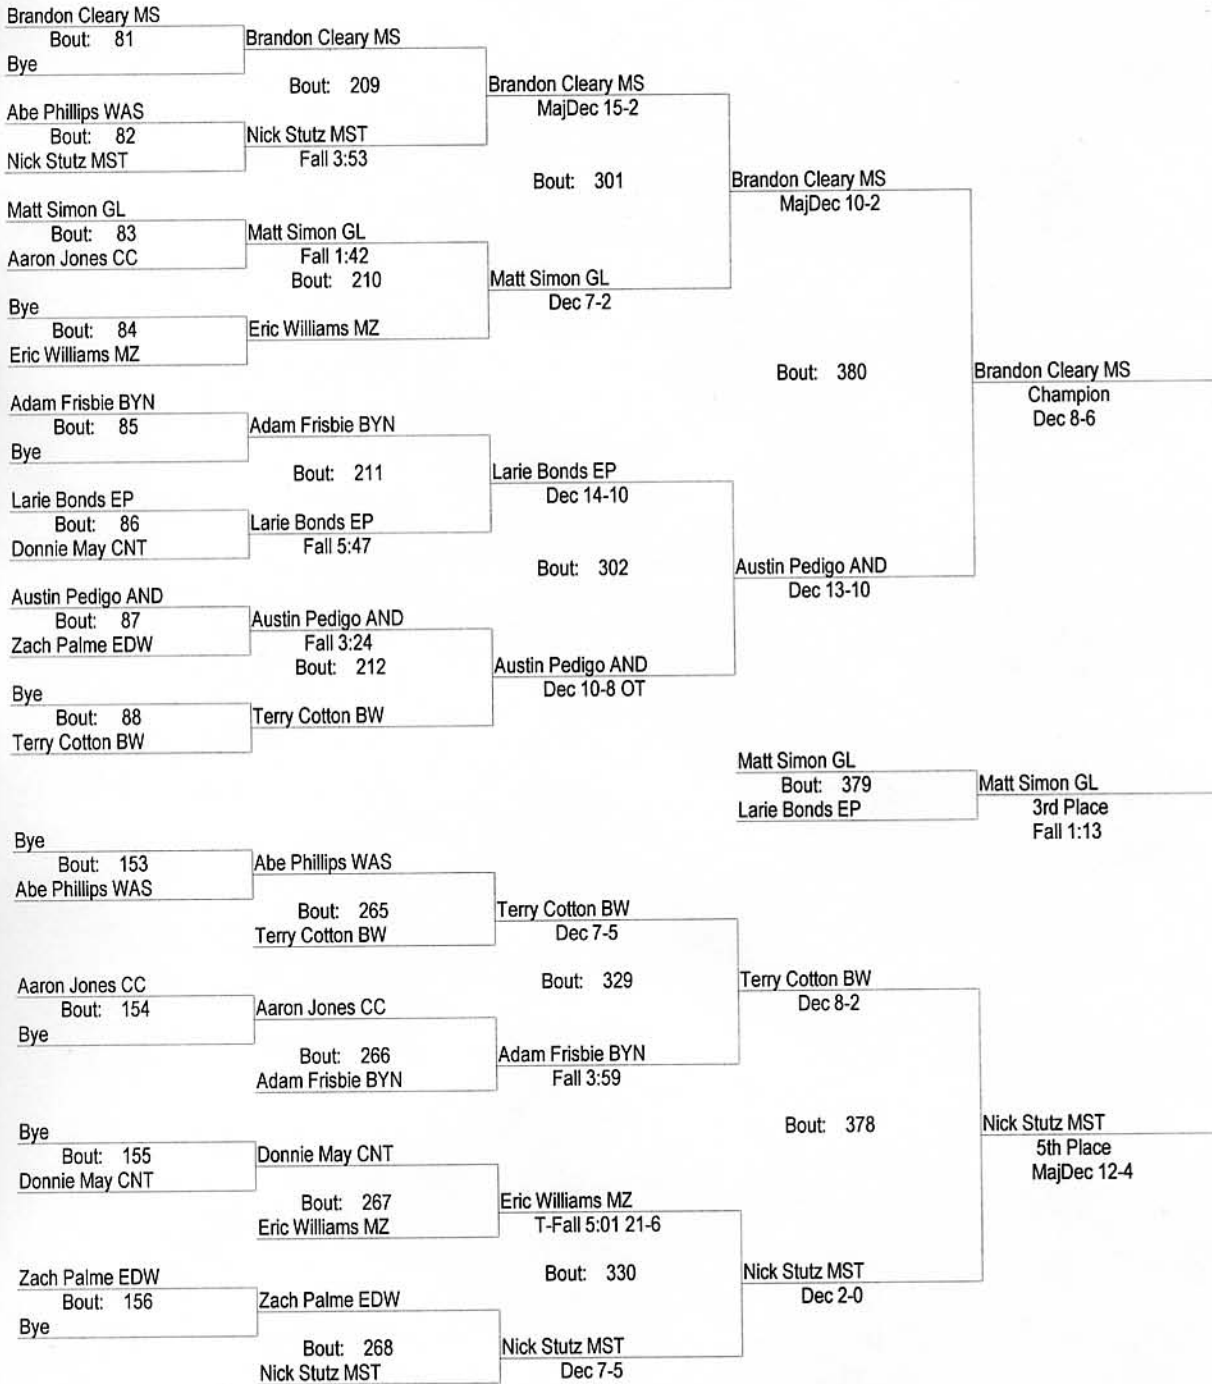 Brandon Cleary MS
Bout: 81
Bye
Brandon Cleary MS
Bout: 209
Abe Phillips WAS
Bout: 82
Nick Stutz MST
Nick Stutz MST
Fall 3:53
Brandon Cleary MS
MajDec 15-2
Bout: 301
Matt Simon GL
Bout: 83
Aaron Jones CC
Matt Simon GL
Fall 1:42
Bout: 210
Bye
Bout: 84
Eric Williams MZ
Eric Williams MZ
Matt Simon GL
Dec 7-2
Brandon Cleary MS
MajDec 10-2
Bout: 380
Brandon Cleary MS
Champion
Dec 8-6
Adam Frisbie BYN
Bout: 85
Bye
Adam Frisbie BYN
Bout: 211
Larie Bonds EP
Bout: 86
Donnie May CNT
Larie Bonds EP
Fall 5:47
Larie Bonds EP
Dec 14-10
Bout: 302
Austin Pedigo AND
Bout: 87
Zach Palme EDW
Austin Pedigo AND
Fall 3:24
Bout: 212
Bye
Bout: 88
Terry Cotton BW
Terry Cotton BW
Austin Pedigo AND
Dec 10-8 OT
Austin Pedigo AND
Dec 13-10
Matt Simon GL
Bout: 379
Larie Bonds EP
Matt Simon GL
3rd Place
Fall 1:13
Bye
Bout: 153
Abe Phillips WAS
Abe Phillips WAS
Bout: 265
Terry Cotton BW
Terry Cotton BW
Dec 7-5
Bout: 329
Aaron Jones CC
Bout: 154
Bye
Aaron Jones CC
Bout: 266
Adam Frisbie BYN
Adam Frisbie BYN
Fall 3:59
Terry Cotton BW
Dec 8-2
Bout: 378
Nick Stutz MST
5th Place
MajDec 12-4
Bye
Bout: 155
Donnie May CNT
Donnie May CNT
Bout: 267
Eric Williams MZ
Eric Williams MZ
T-Fall 5:01 21-6
Bout: 330
Zach Palme EDW
Bout: 156
Bye
Zach Palme EDW
Bout: 268
Nick Stutz MST
Nick Stutz MST
Dec 7-5
Nick Stutz MST
Dec 2-0